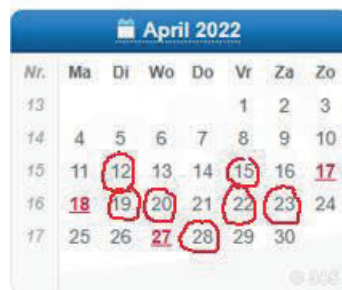 April 2022
Nr. Ma Di Wo Do Vr Za Zo
13 1 2 3
14 4 5 6 7 8 9 10
15 11 12 13 14 15 16 17
16 18 19 20 21 22 23 24
17 25 26 27 28 29 30